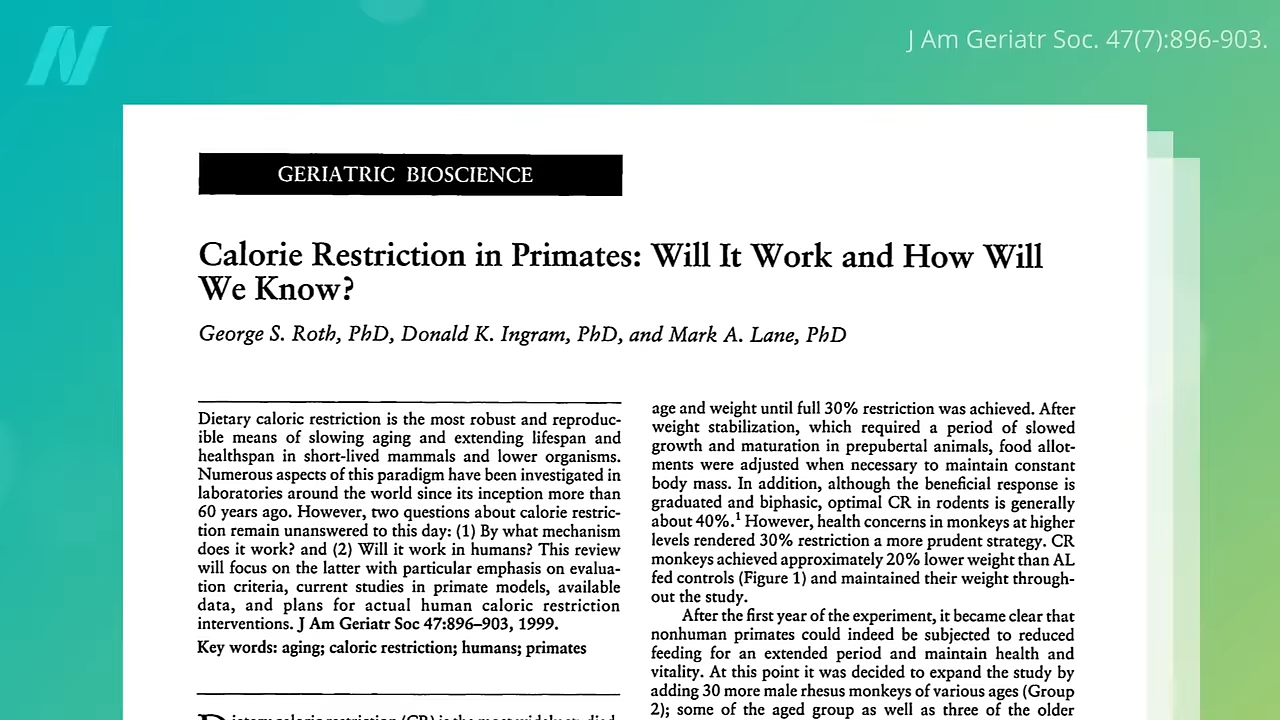 J Am Geriatr Soc. 47(7):896-903.
GERIATRIC BIOSCIENCE
Calorie Restriction in Primates: Will It Work and How Will
We Know?
George S. Roth, PhD, Donald K. Ingram, PhD, and Mark A. Lane, PhD
Dietary caloric restriction is the most robust and reproduc-
ible means of slowing aging and extending lifespan and
healthspan in short-lived mammals and lower organisms.
Numerous aspects of this paradigm have been investigated in
laboratories around the world since its inception more than
60 years ago. However, two questions about calorie restric-
tion remain unanswered to this day: (1) By what mechanism
does it work? and (2) Will it work in humans? This review
will focus on the latter with particular emphasis on evalua-
tion criteria, current studies in primate models, available
data, and plans for actual human caloric restriction
interventions. J Am Geriatr Soc 47:896–903, 1999.
Key words: aging; caloric restriction; humans; primates
age and weight until full 30% restriction was achieved. After
weight stabilization, which required a period of slowed
growth and maturation in prepubertal animals, food allot-
ments were adjusted when necessary to maintain constant
body mass. In addition, although the beneficial response is
graduated and biphasic, optimal CR in rodents is generally
about 40%.1 However, health concerns in monkeys at higher
levels rendered 30% restriction a more prudent strategy. CR
monkeys achieved approximately 20% lower weight than AL
fed controls (Figure 1) and maintained their weight through-
out the study.
After the first year of the experiment, it became clear that
nonhuman primates could indeed be subjected to reduced
feeding for an extended period and maintain health and
vitality. At this point it was decided to expand the study by
adding 30 more male rhesus monkeys of various ages (Group
2); some of the aged group as well as three of the older